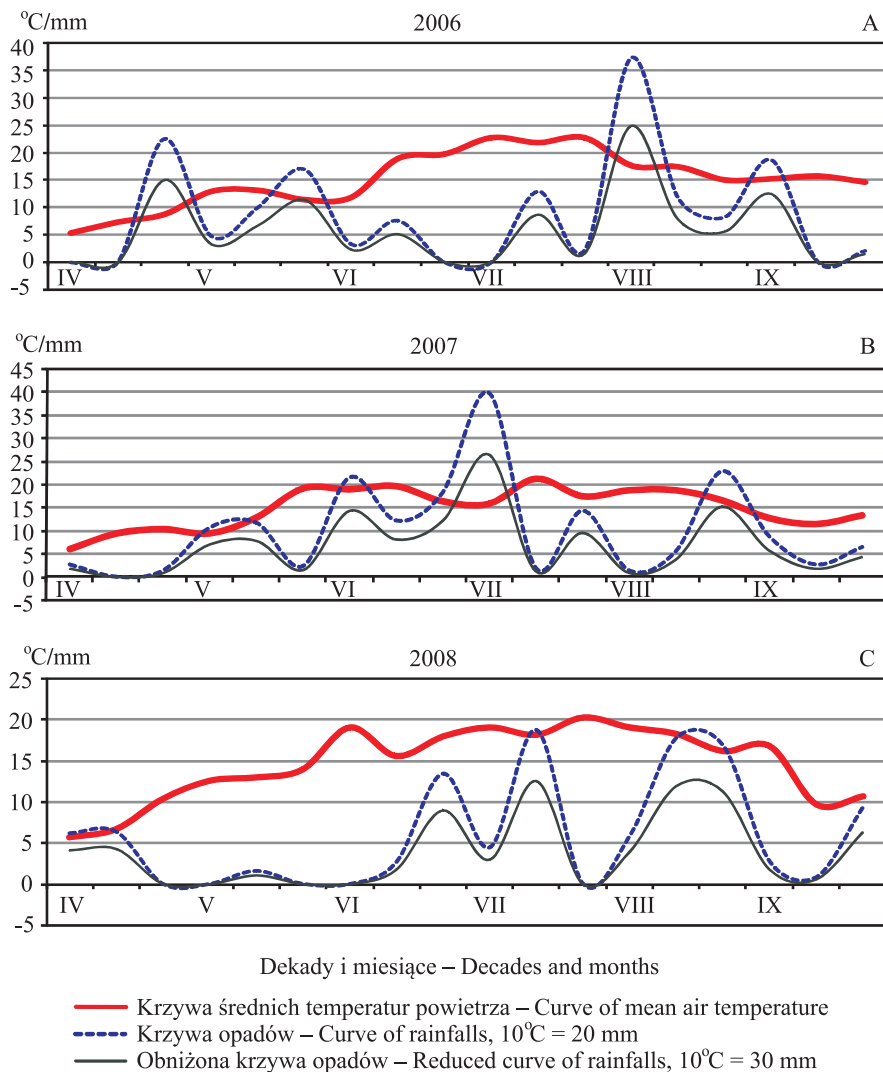 °C/mm 2006 A
40
35
30
25
20
15
10
5
0
-5
IV V VI VII VIII IX
°C/mm 2007 B
45
40
35
30
25
20
15
10
5
0
-5
IV V VI VII VIII IX
°C/mm 2008 C
25
20
15
10
5
0
-5
IV V VI VII VIII IX
Dekady i miesiące – Decades and months
Krzywa średnich temperatur powietrza – Curve of mean air temperature
Krzywa opadów – Curve of rainfalls, 10°C = 20 mm
Obniżona krzywa opadów – Reduced curve of rainfalls, 10°C = 30 mm